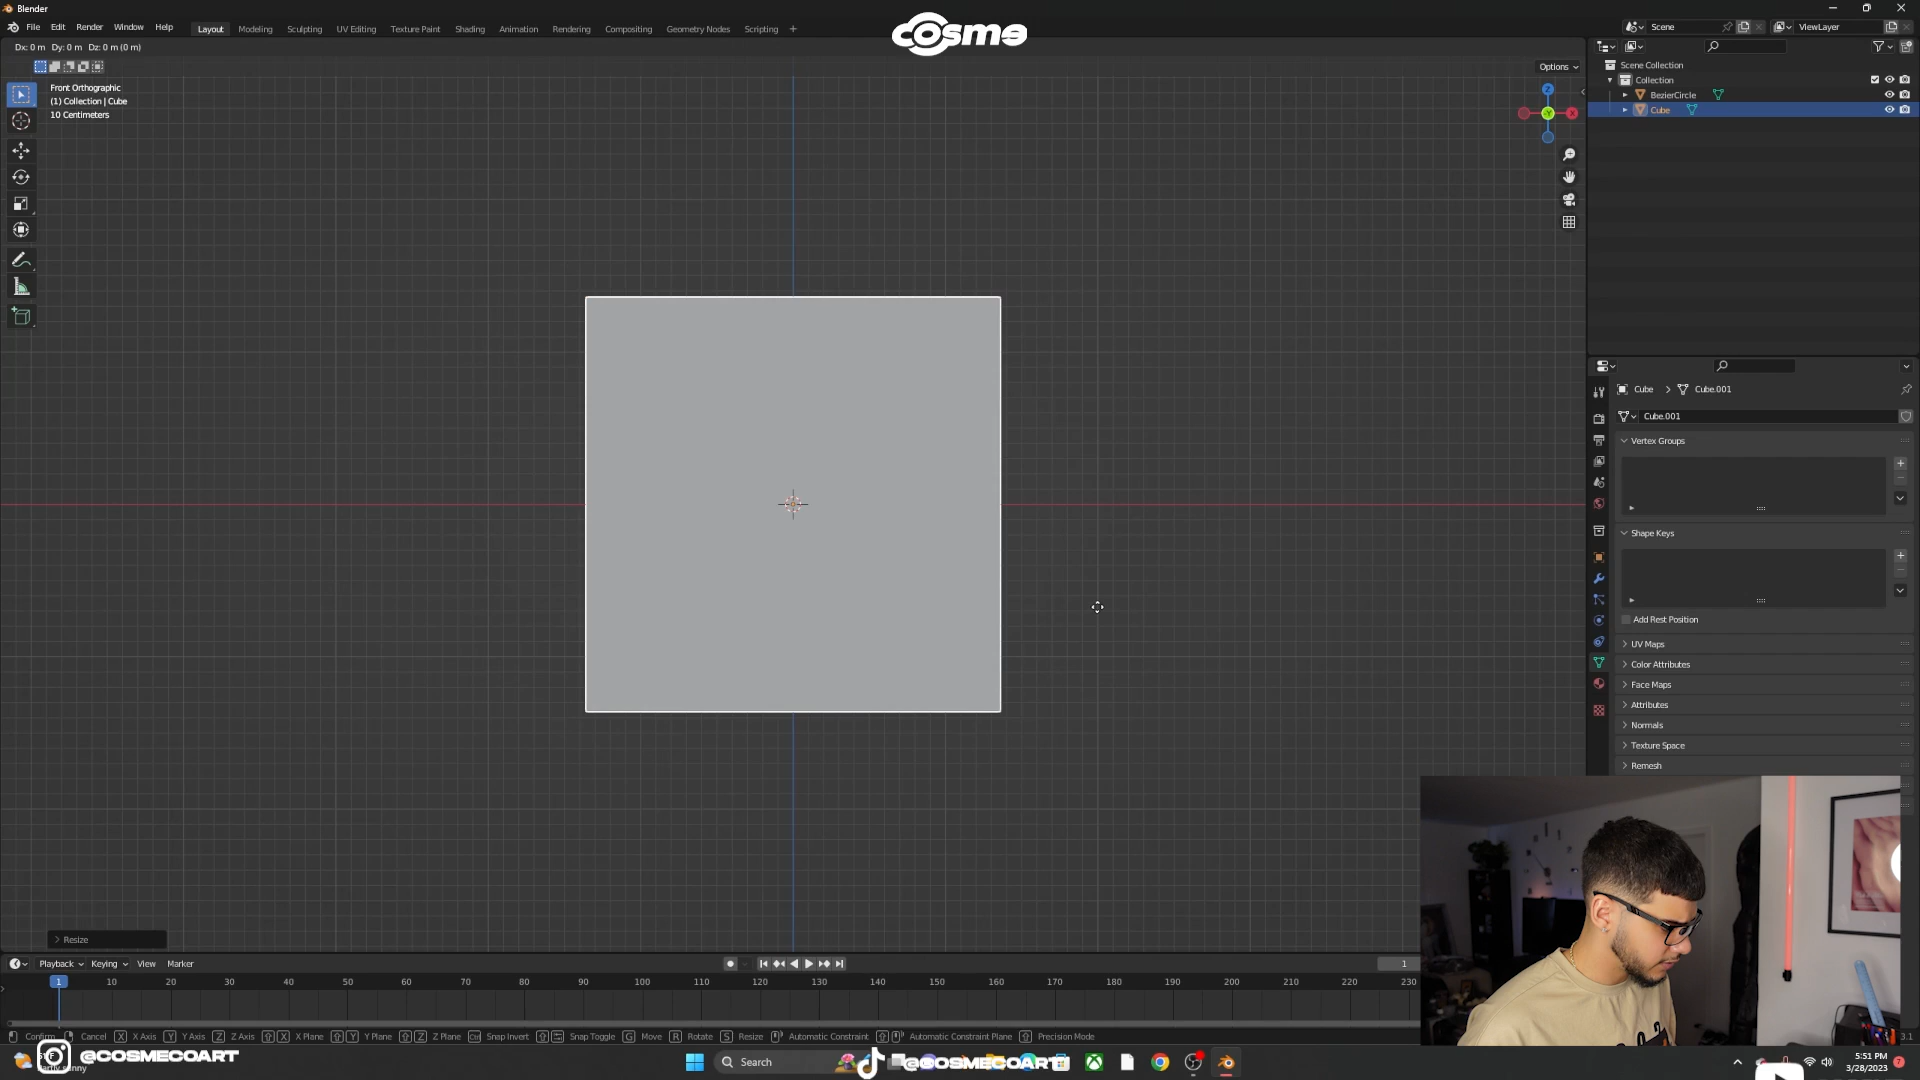 Blender
File Edit Render Window Help
Layout Modeling Sculpting UV Editing Texture Paint Shading Animation Rendering Compositing Geometry Nodes Scripting +
cosme
Scene
ViewLayer
Dx: 0 m Dy: 0 m Dz: 0 m (0 m)
Options
Front Orthographic
(1) Collection | Cube
10 Centimeters
Z
Y
X
Scene Collection
Collection
BezierCircle
Cube
Cube > Cube.001
Cube.001
Vertex Groups
Shape Keys
Add Rest Position
UV Maps
Color Attributes
Face Maps
Attributes
Normals
Texture Space
Remesh
Resize
Playback Keying View Marker
1
1 10 20 30 40 50 60 70 80 90 100 110 120 130 140 150 160 170 180 190 200 210 220 230
Confirm Cancel X X Axis Y Y Axis Z Z Axis X X Plane Y Y Plane Z Z Plane Snap Invert Snap Toggle G Move R Rotate S Resize Automatic Constraint Automatic Constraint Plane Precision Mode
3.1
@COSMECOART
Search
@COSMECOART
5:51 PM
3/28/2023